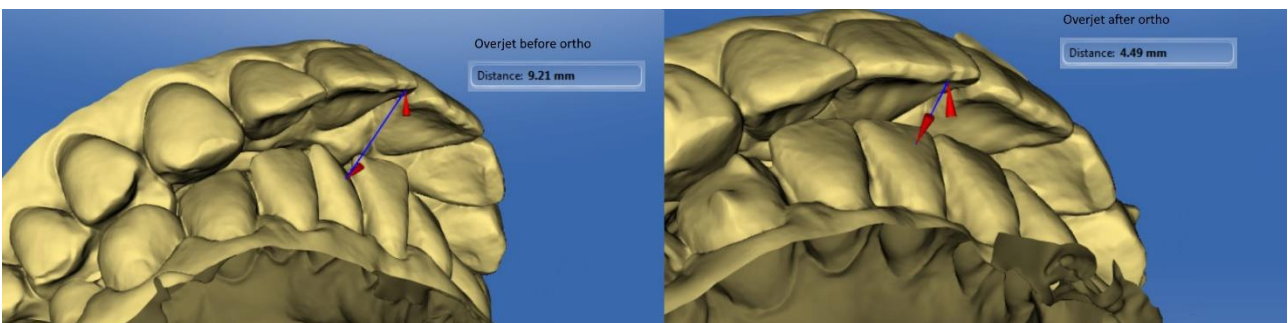 Overjet before ortho
Distance: 9.21 mm
Overjet after ortho
Distance: 4.49 mm